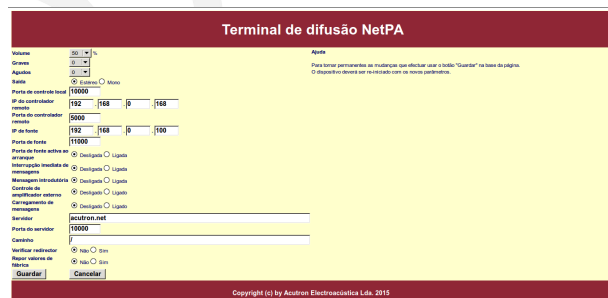 Terminal de difusão NetPA
Volume 50 %
Graves 0
Agudos 0
Saída Estéreo Mono
Porta de controle local 10000
IP do controlador remoto 192 . 168 . 0 . 168
Porta do controlador remoto 5000
IP de fonte 192 . 168 . 0 . 100
Porta de fonte 11000
Porta de fonte activa ao arranque Desligada Ligada
Interrupção imediata de mensagens Desligada Ligada
Mensagem introdutória Desligada Ligada
Controle de amplificador externo Desligado Ligado
Carregamento de mensagens Desligado Ligado
Servidor acutron.net
Porta do servidor 10000
Caminho /
Verificar redirector Não Sim
Repor valores de fábrica Não Sim
Guardar Cancelar
Ajuda
Para tornar permanentes as mudanças que efectuar usar o botão "Guardar" na base da página.
O dispositivo deverá ser re-iniciado com os novos parâmetros.
Copyright (c) by Acutron Electroacústica Lda. 2015